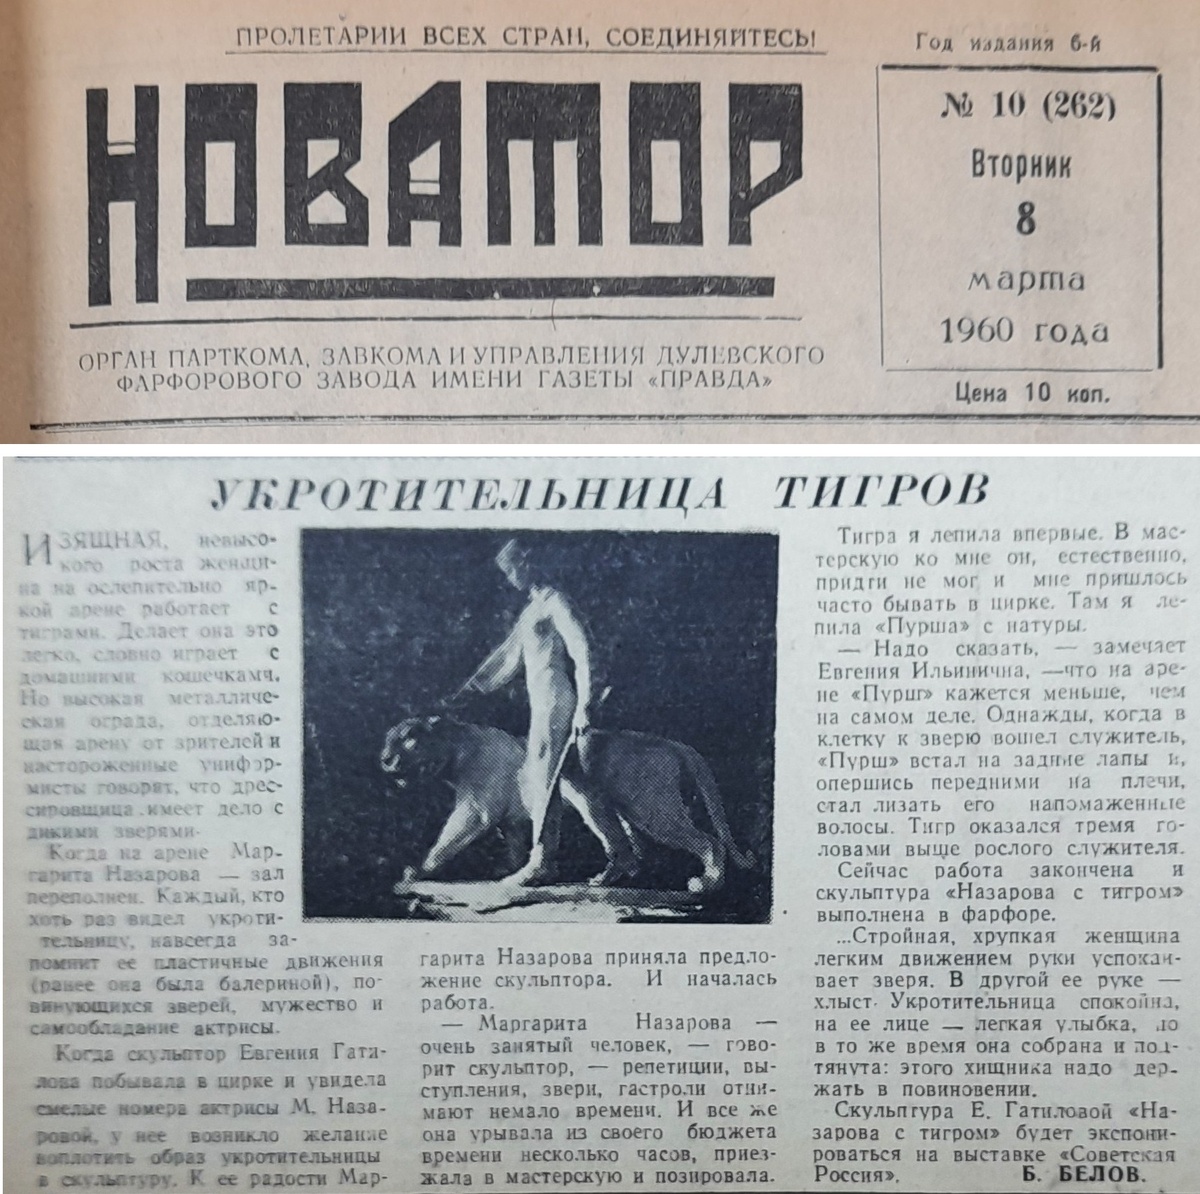 ПРОЛЕТАРИИ ВСЕХ СТРАН, СОЕДИНЯЙТЕСЬ!
НОВАТОР
ОРГАН ПАРТКОМА, ЗАВКОМА И УПРАВЛЕНИЯ ДУЛЕВСКОГО
ФАРФОРОВОГО ЗАВОДА ИМЕНИ ГАЗЕТЫ «ПРАВДА»
Год издания 6-й
№ 10 (262)
Вторник
8
марта
1960 года
Цена 10 коп.
УКРОТИТЕЛЬНИЦА ТИГРОВ
ИЗЯЩНАЯ, невысо-
кого роста женщи-
на на ослепительно яр-
кой арене работает с
тиграми. Делает она это
легко, словно играет с
домашними кошечками.
Но высокая металличе-
ская ограда, отделяю-
щая арену от зрителей и
настороженные унифор-
мисты говорят, что дрес-
сировщица имеет дело с
дикими зверями.
Когда на арене Мар-
гарита Назарова — зал
переполнен. Каждый, кто
хоть раз видел укроти-
тельницу, навсегда за-
помнит ее пластичные движения
(ранее она была балериной), по-
винующихся зверей, мужество и
самообладание актрисы.
Когда скульптор Евгения Гати-
лова побывала в цирке и увидела
смелые номера актрисы М. Наза-
ровой, у нее возникло желание
воплотить образ укротительницы
в скульптуру. К ее радости Мар-
гарита Назарова приняла предло-
жение скульптора. И началась
работа.
— Маргарита Назарова —
очень занятый человек, — гово-
рит скульптор, — репетиции, вы-
ступления, звери, гастроли отни-
мают немало времени. И все же
она урывала из своего бюджета
времени несколько часов, приез-
жала в мастерскую и позировала.
Тигра я лепила впервые. В мас-
терскую ко мне он, естественно,
придти не мог и мне пришлось
часто бывать в цирке. Там я ле-
пила «Пурша» с натуры.
— Надо сказать, — замечает
Евгения Ильинична, —что на аре-
не «Пурш» кажется меньше, чем
на самом деле. Однажды, когда в
клетку к зверю вошел служитель,
«Пурш» встал на задние лапы и,
опершись передними на плечи,
стал лизать его напомаженные
волосы. Тигр оказался тремя го-
ловами выше рослого служителя.
Сейчас работа закончена и
скульптура «Назарова с тигром»
выполнена в фарфоре.
...Стройная, хрупкая женщина
легким движением руки успокаи-
вает зверя. В другой ее руке —
хлыст. Укротительница спокойна,
на ее лице — легкая улыбка, но
в то же время она собрана и под-
тянута: этого хищника надо дер-
жать в повиновении.
Скульптура Е. Гатиловой «На-
зарова с тигром» будет экспони-
роваться на выставке «Советская
Россия». Б. БЕЛОВ.